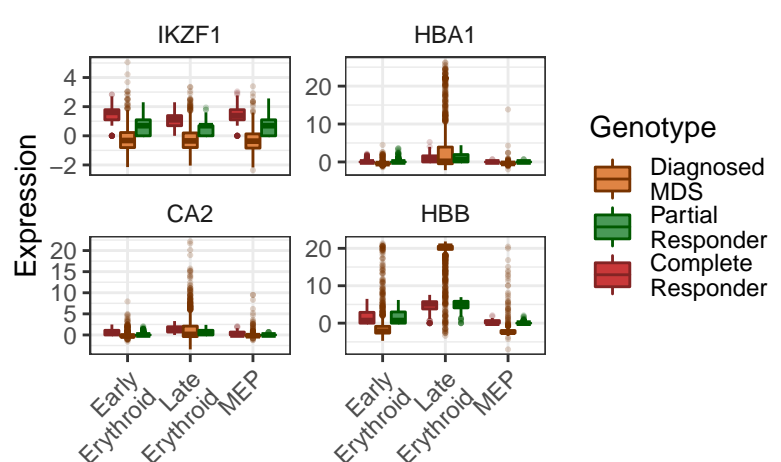 IKZF1
HBA1
4
2
0
−2
20
10
0
Expression
CA2
HBB
20
15
10
5
0
20
10
0
Early
Erythroid
Late
Erythroid
MEP
Early
Erythroid
Late
Erythroid
MEP
Genotype
Diagnosed
MDS
Partial
Responder
Complete
Responder